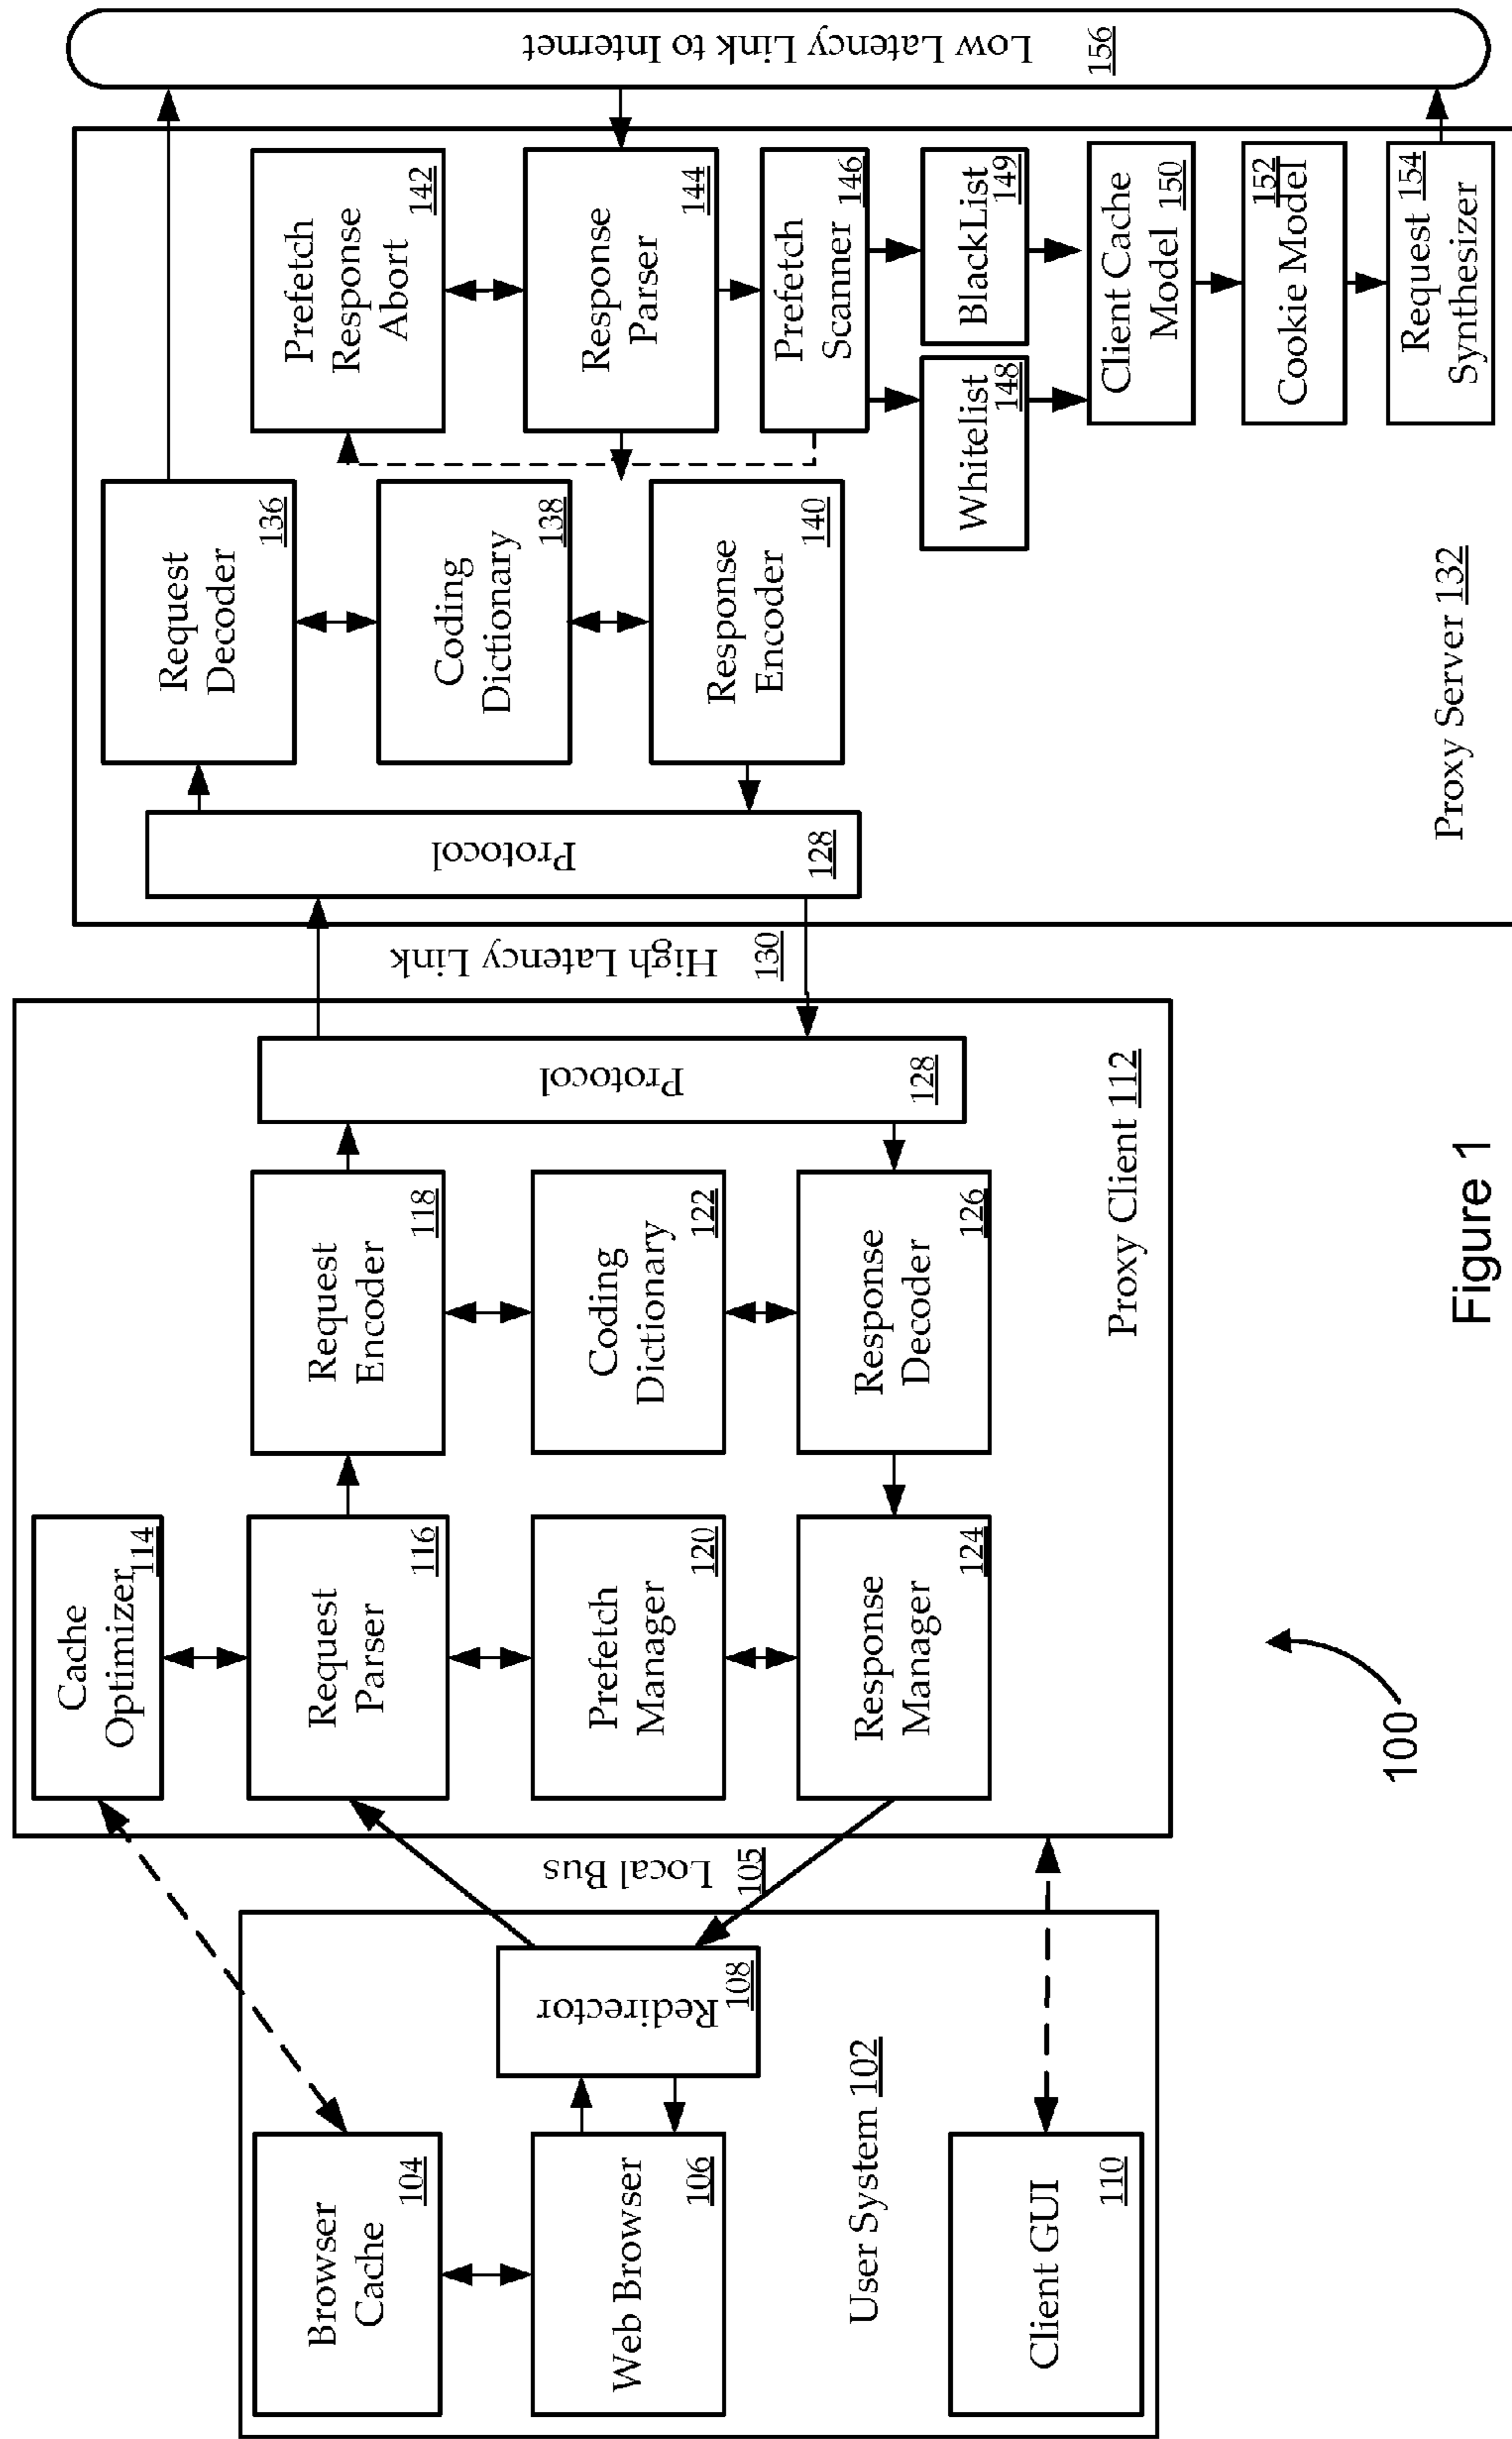 Browser
Cache
104
Web Browser
106
Redirector
108
User System 102
Client GUI
110
Local Bus
105
Cache
Optimizer
114
Request
Parser
116
Prefetch
Manager
120
Response
Manager
124
Request
Encoder
118
Coding
Dictionary
122
Response
Decoder
126
Protocol
128
Proxy Client 112
High Latency Link
130
Protocol
128
Request
Decoder
136
Coding
Dictionary
138
Response
Encoder
140
Prefetch
Response
Abort
142
Response
Parser
144
Prefetch
Scanner
146
Whitelist
148
BlackList
149
Client Cache
Model 150
152
Cookie Model
Request 154
Synthesizer
Proxy Server 132
Low Latency Link to Internet
156
100
Figure 1